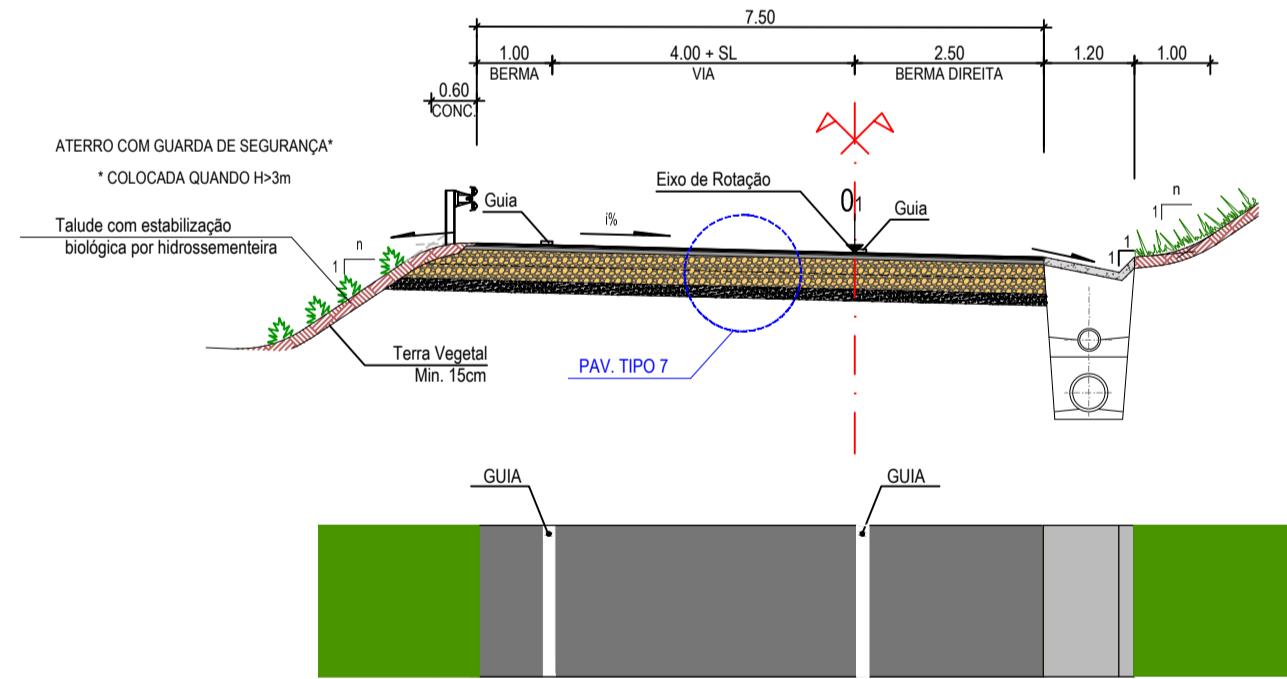 7.50
1.00
4.00 + SL
2.50
1.20
1.00
BERMA
VIA
BERMA DIREITA
0.60
CONC.
ATERRO COM GUARDA DE SEGURANÇA*
* COLOCADA QUANDO H>3m
Eixo de Rotação
n
1
Guia
i%
01
Guia
Talude com estabilização
biológica por hidrossementeira
n
1
1
1
Terra Vegetal
Min. 15cm
PAV. TIPO 7
GUIA
GUIA